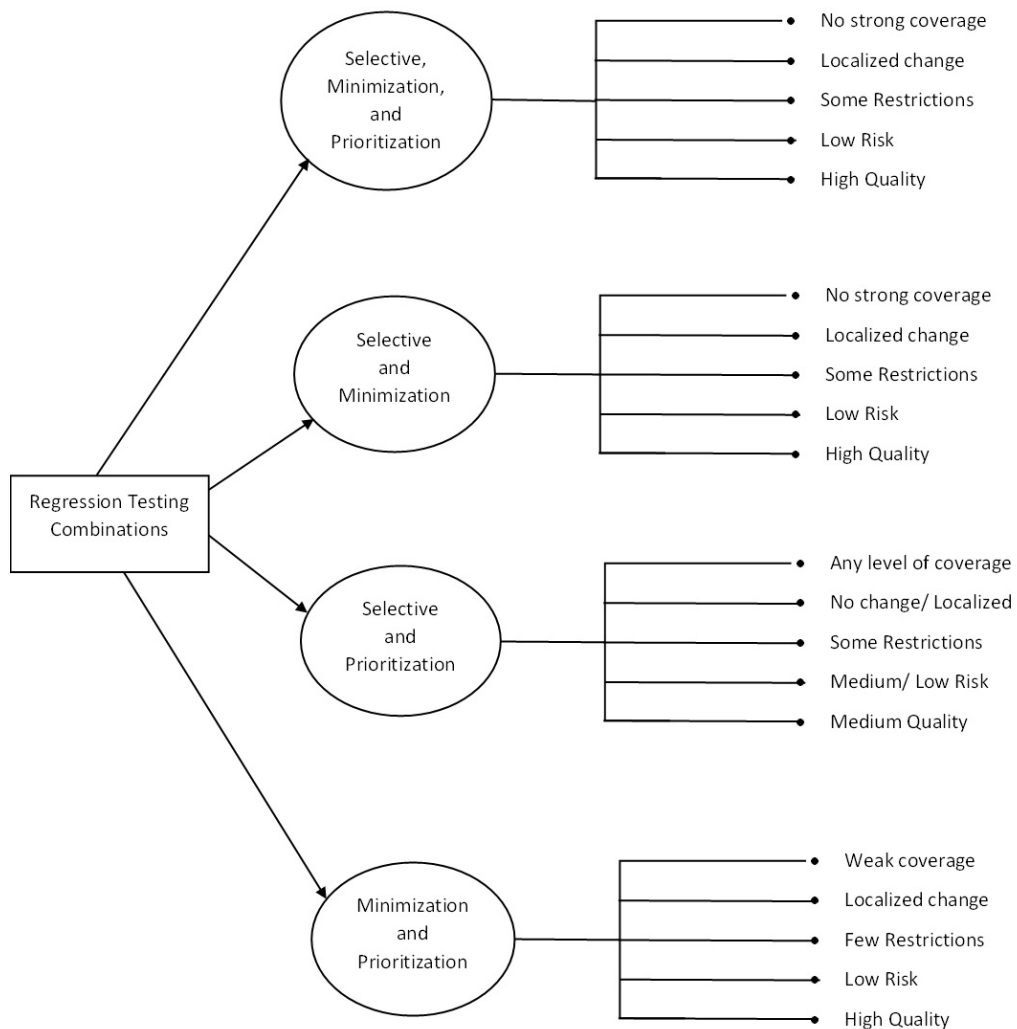 No strong coverage
Selective,
Minimization,
and
Prioritization
Localized change
Some Restrictions
Low Risk
High Quality
Selective
and
Minimization
No strong coverage
Localized change
Some Restrictions
Low Risk
High Quality
Regression Testing
Combinations
Selective
and
Prioritization
Any level of coverage
No change/ Localized
Some Restrictions
Medium/ Low Risk
Medium Quality
Minimization
and
Prioritization
Weak coverage
Localized change
Few Restrictions
Low Risk
High Quality